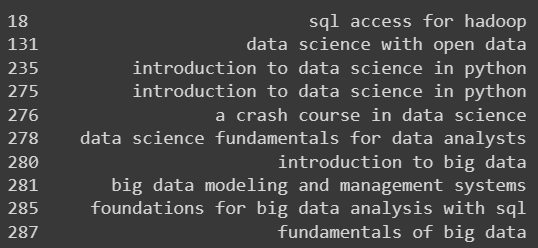 18 sql access for hadoop
131 data science with open data
235 introduction to data science in python
275 introduction to data science in python
276 a crash course in data science
278 data science fundamentals for data analysts
280 introduction to big data
281 big data modeling and management systems
285 foundations for big data analysis with sql
287 fundamentals of big data